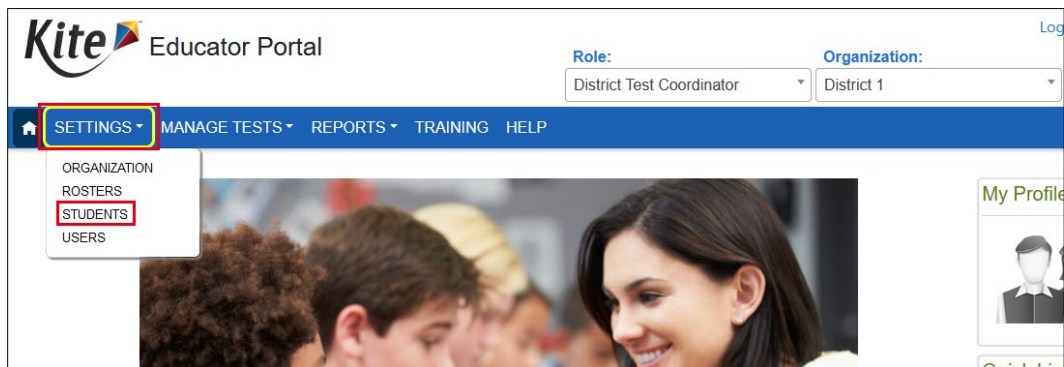 Kite Educator Portal
Log
Role:
Organization:
District Test Coordinator
District 1
SETTINGS MANAGE TESTS REPORTS TRAINING HELP
ORGANIZATION
ROSTERS
STUDENTS
USERS
My Profile